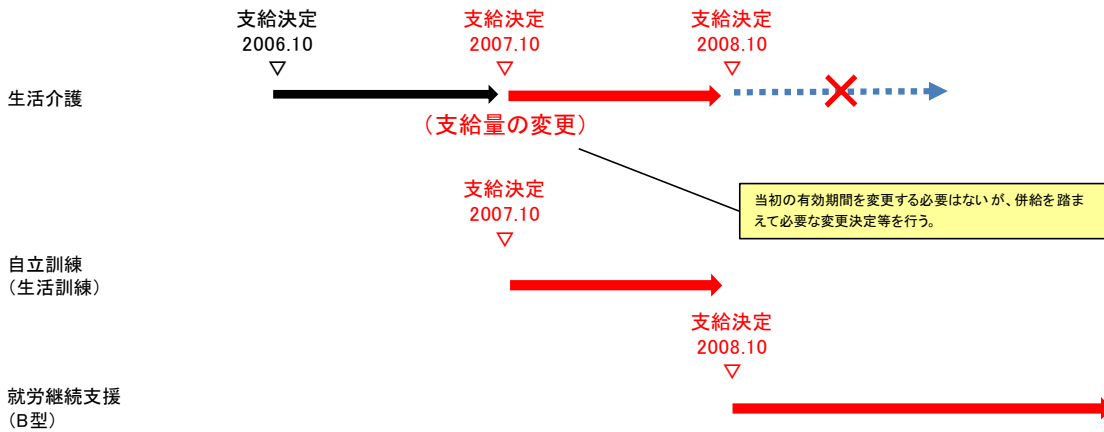 支給決定
2006.10
▽
支給決定
2007.10
▽
支給決定
2008.10
▽
生活介護
(支給量の変更)
当初の有効期間を変更する必要はないが、併給を踏ま
えて必要な変更決定等を行う。
支給決定
2007.10
▽
自立訓練
(生活訓練)
支給決定
2008.10
▽
就労継続支援
(B型)